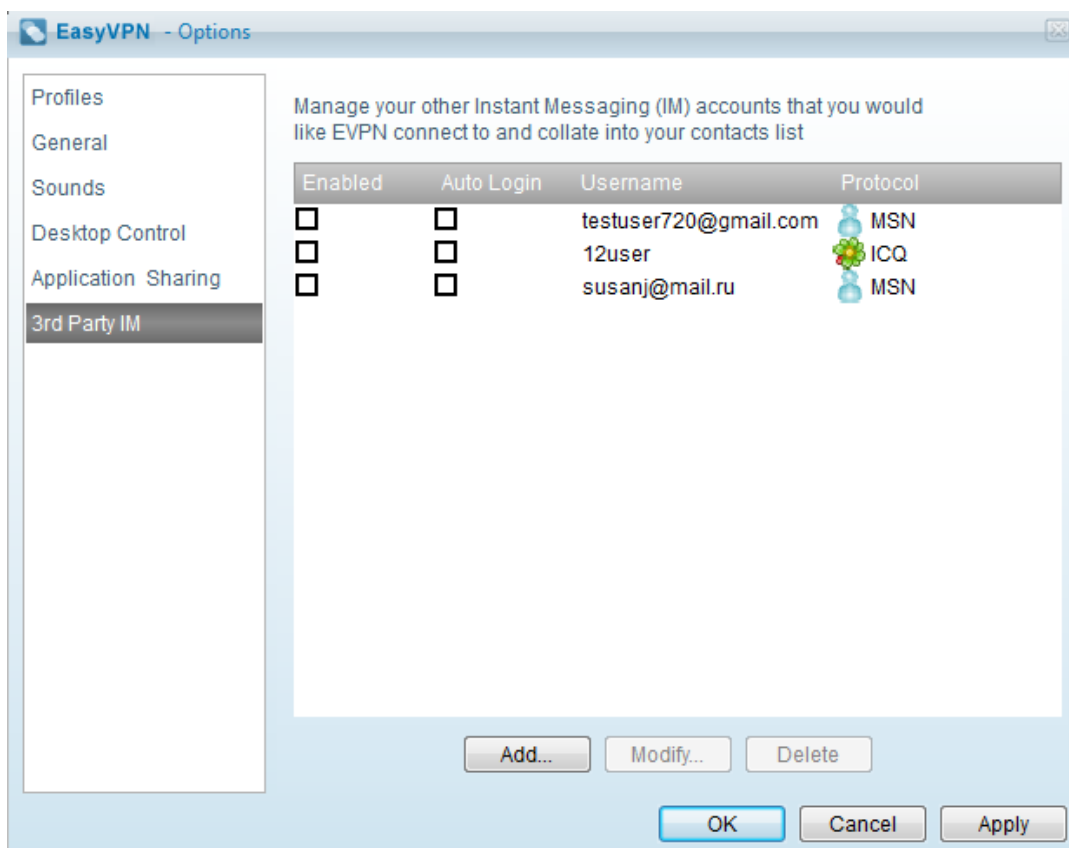 EasyVPN - Options
Profiles
General
Sounds
Desktop Control
Application Sharing
3rd Party IM
Manage your other Instant Messaging (IM) accounts that you would
like EVPN connect to and collate into your contacts list
Enabled Auto Login Username Protocol
testuser720@gmail.com MSN
12user ICQ
susanj@mail.ru MSN
Add... Modify... Delete
OK Cancel Apply